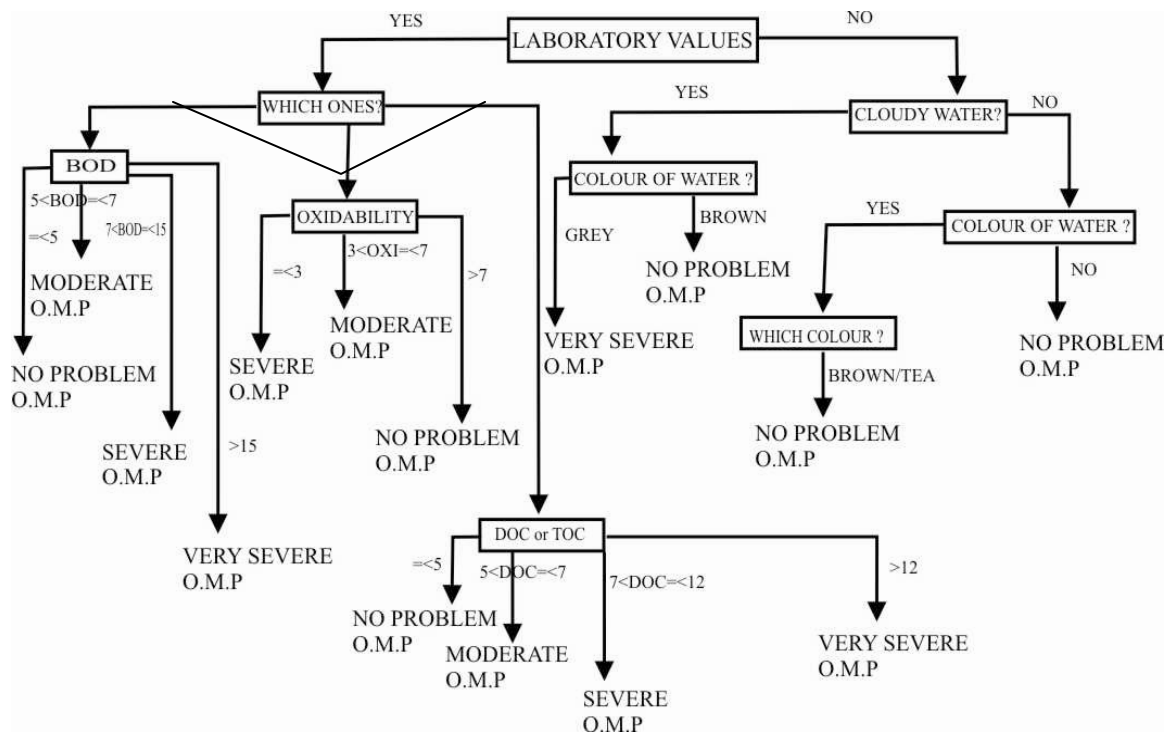 YES
NO
LABORATORY VALUES
WHICH ONES?
YES
CLOUDY WATER?
NO
BOD
COLOUR OF WATER ?
5<BOD=<7
7<BOD=<15
=<5
OXIDABILITY
GREY
BROWN
YES
COLOUR OF WATER ?
=<3
3<OXI=<7
>7
NO
MODERATE
O.M.P
NO PROBLEM
O.M.P
MODERATE
O.M.P
VERY SEVERE
O.M.P
WHICH COLOUR ?
NO PROBLEM
O.M.P
NO PROBLEM
O.M.P
SEVERE
O.M.P
BROWN/TEA
SEVERE
O.M.P
>15
NO PROBLEM
O.M.P
NO PROBLEM
O.M.P
VERY SEVERE
O.M.P
DOC or TOC
=<5
5<DOC=<7
7<DOC=<12
>12
NO PROBLEM
O.M.P
MODERATE
O.M.P
SEVERE
O.M.P
VERY SEVERE
O.M.P